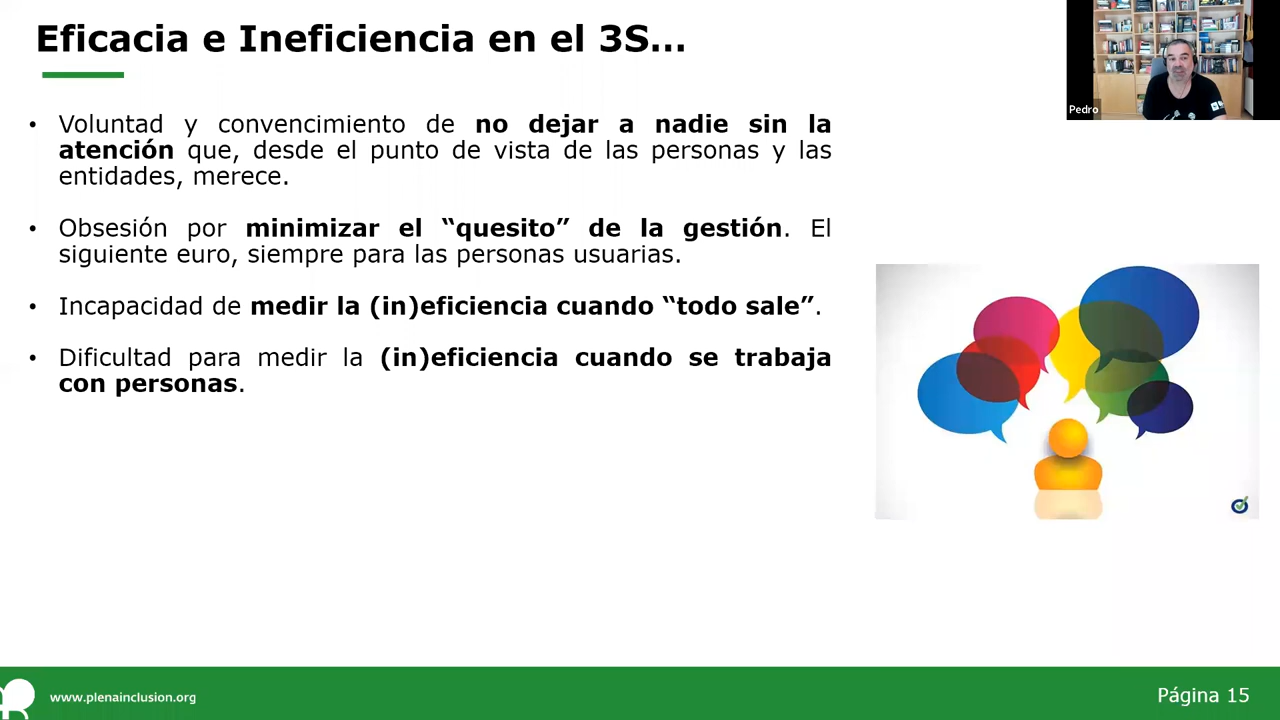 Eficacia e Ineficiencia en el 3S...
Pedro
• Voluntad y convencimiento de no dejar a nadie sin la
atención que, desde el punto de vista de las personas y las
entidades, merece.
• Obsesión por minimizar el “quesito” de la gestión. El
siguiente euro, siempre para las personas usuarias.
• Incapacidad de medir la (in)eficiencia cuando “todo sale”.
• Dificultad para medir la (in)eficiencia cuando se trabaja
con personas.
www.plenainclusion.org
Página 15